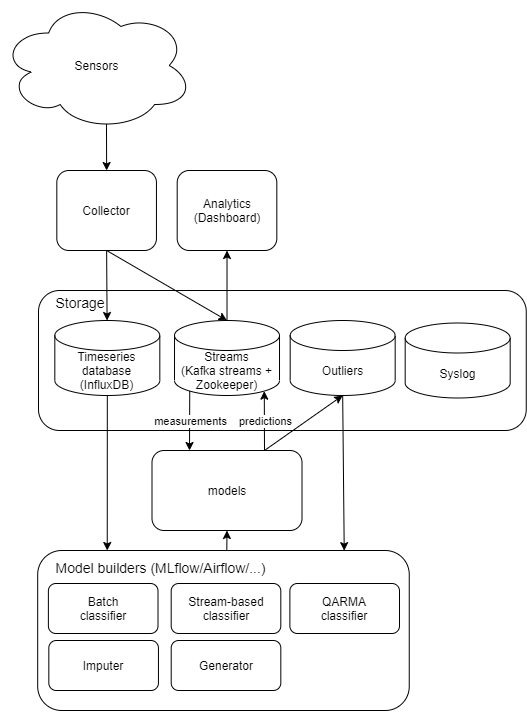 Sensors
Collector
Analytics
(Dashboard)
Storage
Timeseries
database
(InfluxDB)
Streams
(Kafka streams +
Zookeeper)
Outliers
Syslog
measurements
predictions
models
Model builders (MLflow/Airflow/...)
Batch
classifier
Stream-based
classifier
QARMA
classifier
Imputer
Generator